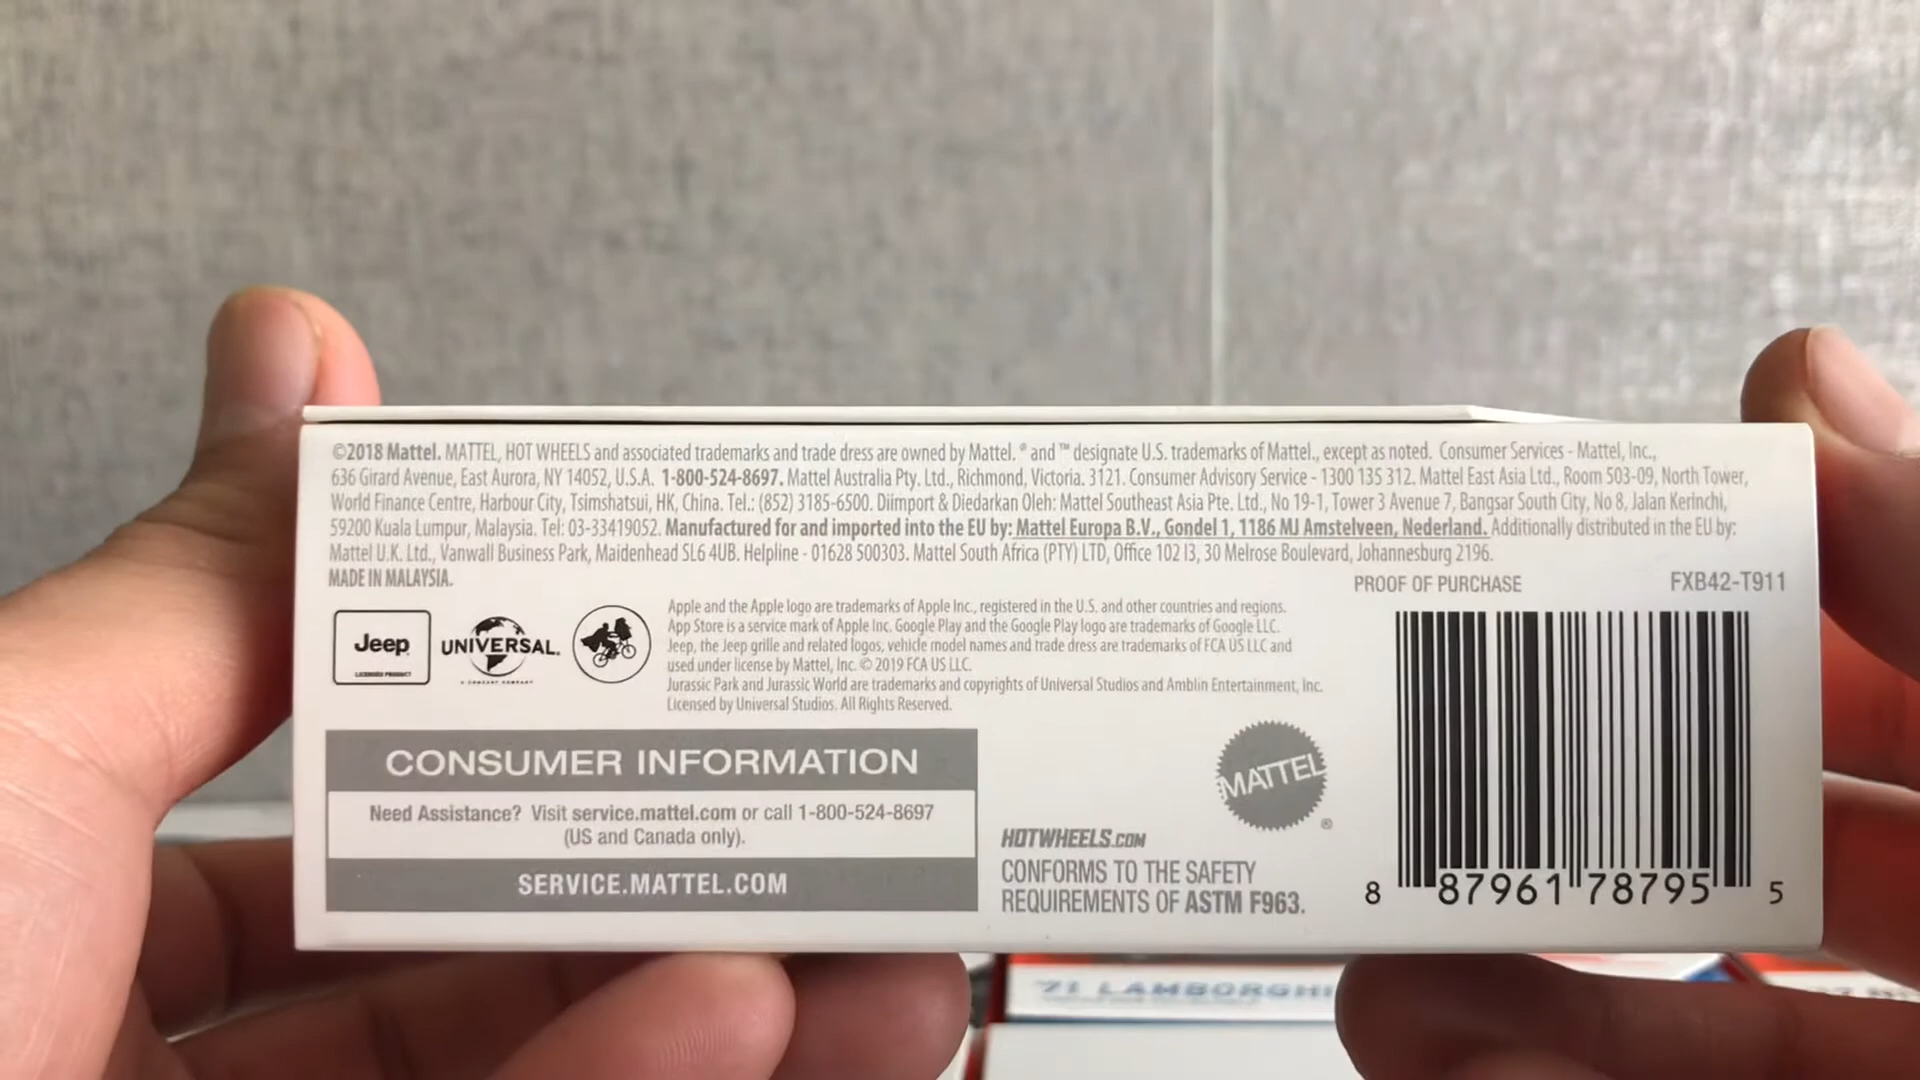 ©2018 Mattel. MATTEL, HOT WHEELS and associated trademarks and trade dress are owned by Mattel. ® and ™ designate U.S. trademarks of Mattel., except as noted. Consumer Services - Mattel, Inc.,
636 Girard Avenue, East Aurora, NY 14052, U.S.A. 1-800-524-8697. Mattel Australia Pty. Ltd., Richmond, Victoria. 3121. Consumer Advisory Service - 1300 135 312. Mattel East Asia Ltd., Room 503-09, North Tower,
World Finance Centre, Harbour City, Tsimshatsui, HK, China. Tel.: (852) 3185-6500. Diimport & Diedarkan Oleh: Mattel Southeast Asia Pte. Ltd., No 19-1, Tower 3 Avenue 7, Bangsar South City, No 8, Jalan Kerinchi,
59200 Kuala Lumpur, Malaysia. Tel: 03-33419052. Manufactured for and imported into the EU by: Mattel Europa B.V., Gondel 1, 1186 MJ Amstelveen, Nederland. Additionally distributed in the EU by:
Mattel U.K. Ltd., Vanwall Business Park, Maidenhead SL6 4UB. Helpline - 01628 500303. Mattel South Africa (PTY) LTD, Office 102 I3, 30 Melrose Boulevard, Johannesburg 2196.
MADE IN MALAYSIA.
PROOF OF PURCHASE FXB42-T911
Jeep
LICENSED PRODUCT
UNIVERSAL
A COMCAST COMPANY
Apple and the Apple logo are trademarks of Apple Inc., registered in the U.S. and other countries and regions.
App Store is a service mark of Apple Inc. Google Play and the Google Play logo are trademarks of Google LLC.
Jeep, the Jeep grille and related logos, vehicle model names and trade dress are trademarks of FCA US LLC and
used under license by Mattel, Inc. © 2019 FCA US LLC.
Jurassic Park and Jurassic World are trademarks and copyrights of Universal Studios and Amblin Entertainment, Inc.
Licensed by Universal Studios. All Rights Reserved.
CONSUMER INFORMATION
Need Assistance? Visit service.mattel.com or call 1-800-524-8697
(US and Canada only).
SERVICE.MATTEL.COM
MATTEL ®
HOTWHEELS.COM
CONFORMS TO THE SAFETY
REQUIREMENTS OF ASTM F963.
8 87961 78795 5
'71 LAMBORGHI